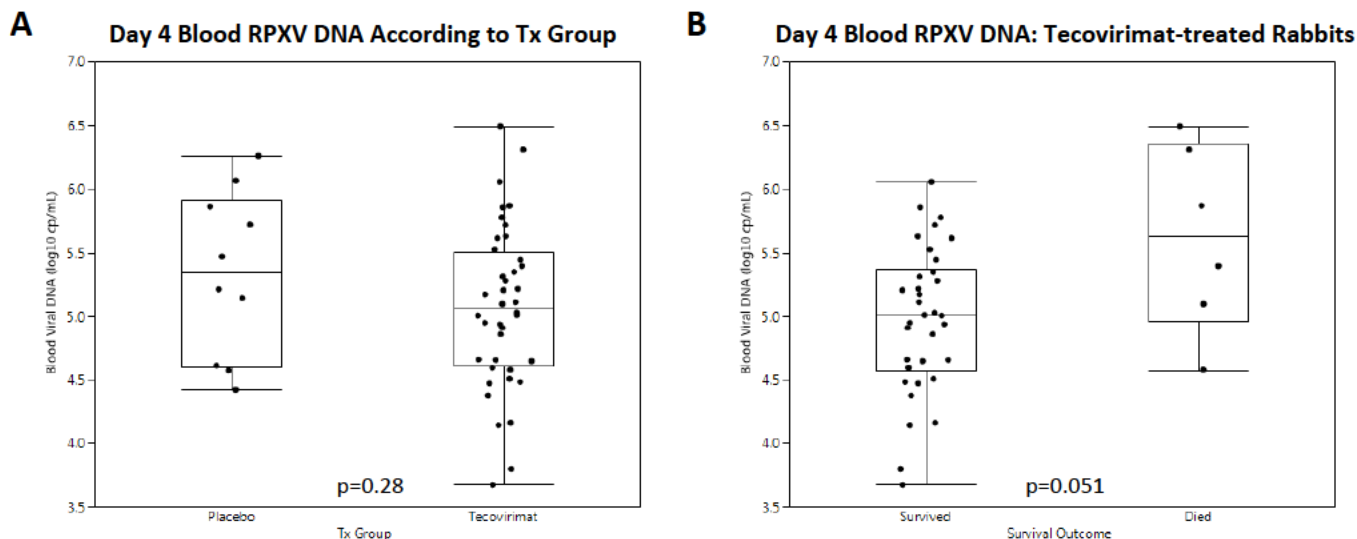 A
Day 4 Blood RPXV DNA According to Tx Group
Blood Viral DNA (log10 cp/mL)
7.0
6.5
6.0
5.5
5.0
4.5
4.0
3.5
p=0.28
Placebo
Tecovirimat
Tx Group
B
Day 4 Blood RPXV DNA: Tecovirimat-treated Rabbits
Blood Viral DNA (log10 cp/mL)
7.0
6.5
6.0
5.5
5.0
4.5
4.0
3.5
p=0.051
Survived
Died
Survival Outcome